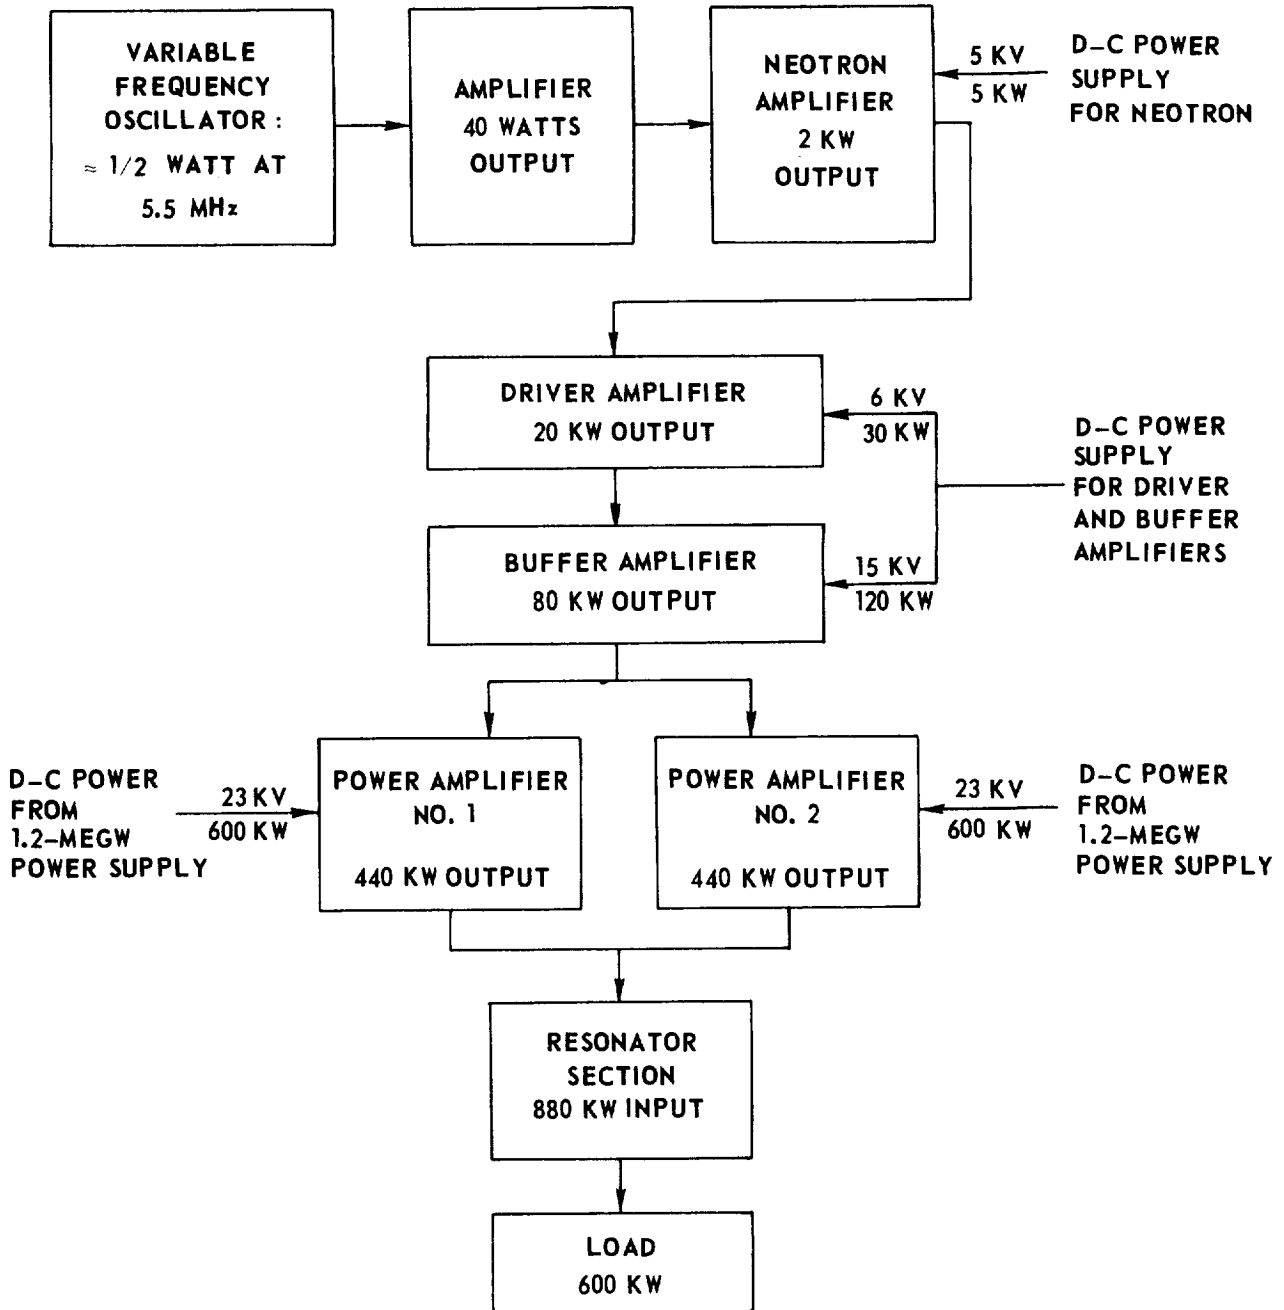 VARIABLE
FREQUENCY
OSCILLATOR :
≈ 1/2 WATT AT
5.5 MHz
AMPLIFIER
40 WATTS
OUTPUT
NEOTRON
AMPLIFIER
2 KW
OUTPUT
5 KV
5 KW
D-C POWER
SUPPLY
FOR NEOTRON
DRIVER AMPLIFIER
20 KW OUTPUT
6 KV
30 KW
D-C POWER
SUPPLY
FOR DRIVER
AND BUFFER
AMPLIFIERS
BUFFER AMPLIFIER
80 KW OUTPUT
15 KV
120 KW
D-C POWER
FROM
1.2-MEGW
POWER SUPPLY
23 KV
600 KW
POWER AMPLIFIER
NO. 1
440 KW OUTPUT
POWER AMPLIFIER
NO. 2
440 KW OUTPUT
23 KV
600 KW
D-C POWER
FROM
1.2-MEGW
POWER SUPPLY
RESONATOR
SECTION
880 KW INPUT
LOAD
600 KW